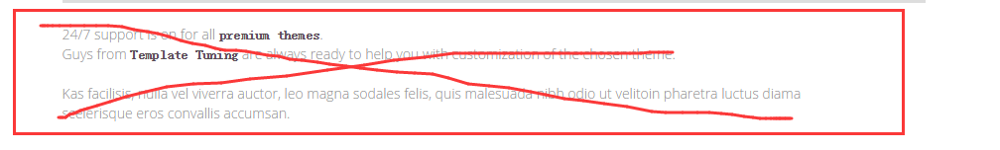 24/7 support is on for all premium themes.
Guys from Template Tuning are always ready to help you with customization of the chosen theme.
Kas facilisis, nulla vel viverra auctor, leo magna sodales felis, quis malesuada nibh odio ut velitoin pharetra luctus diama
scelerisque eros convallis accumsan.